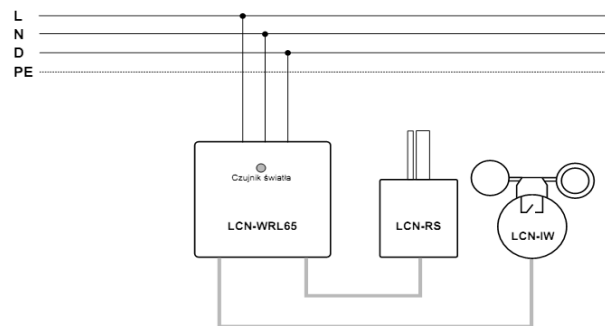 L
N
D
PE
Czujnik światła
LCN-WRL65
LCN-RS
LCN-IW